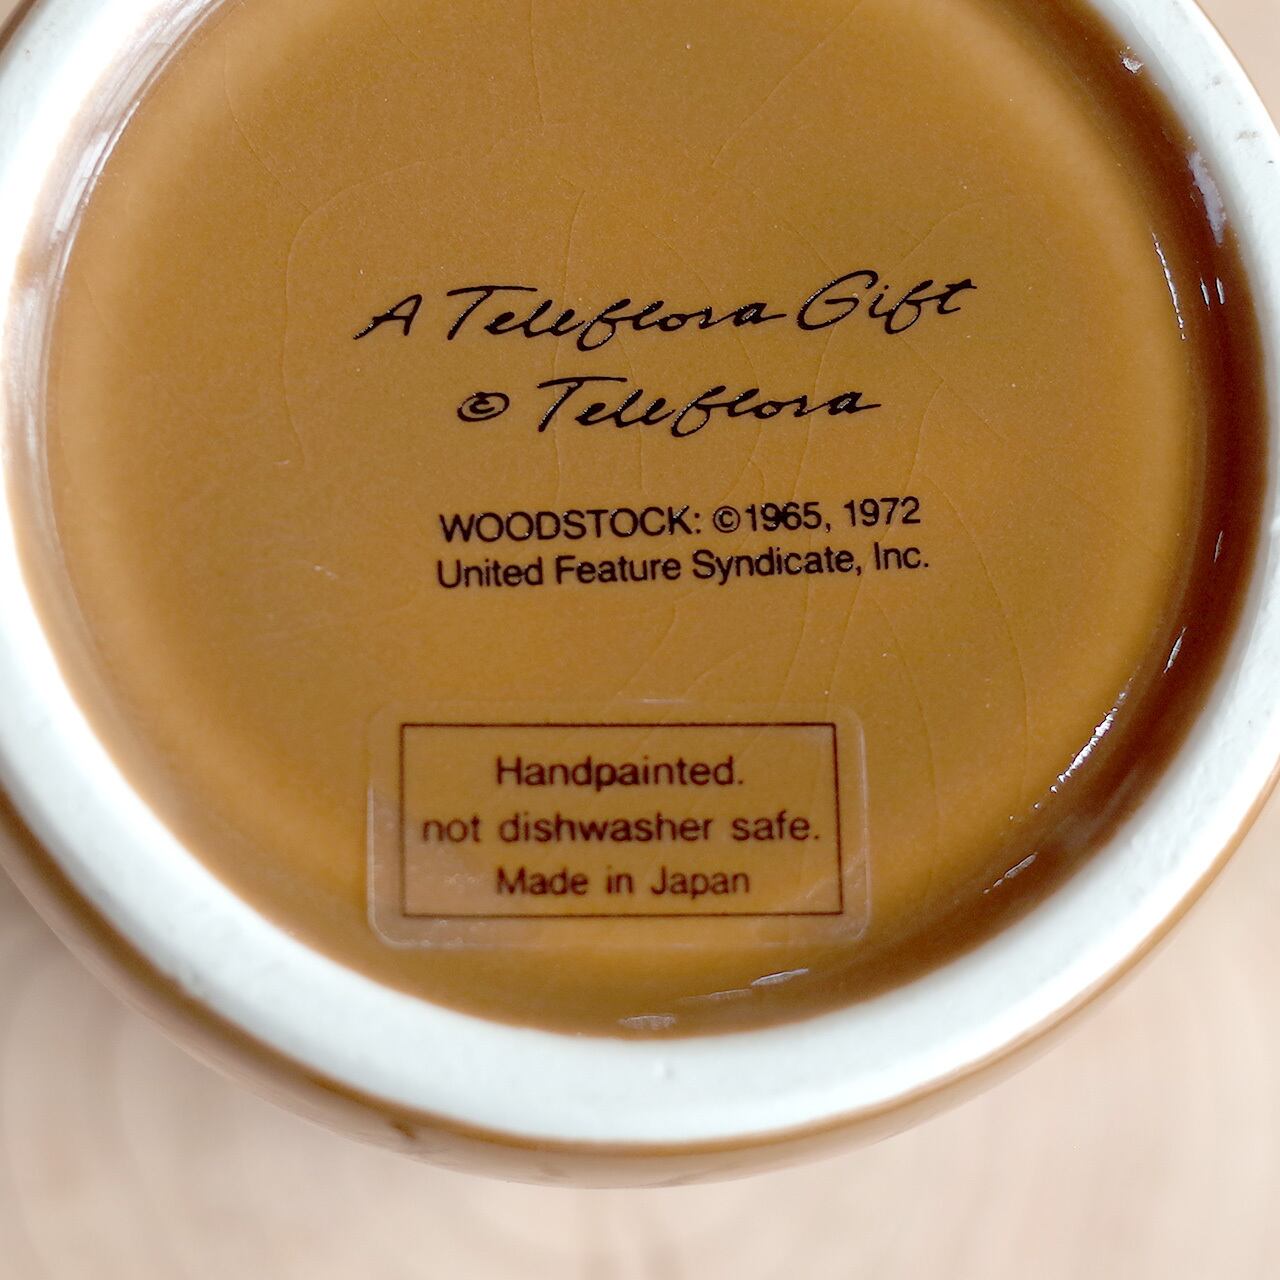 A Teleflora Gift
© Teleflora
WOODSTOCK: ©1965, 1972
United Feature Syndicate, Inc.
Handpainted.
not dishwasher safe.
Made in Japan